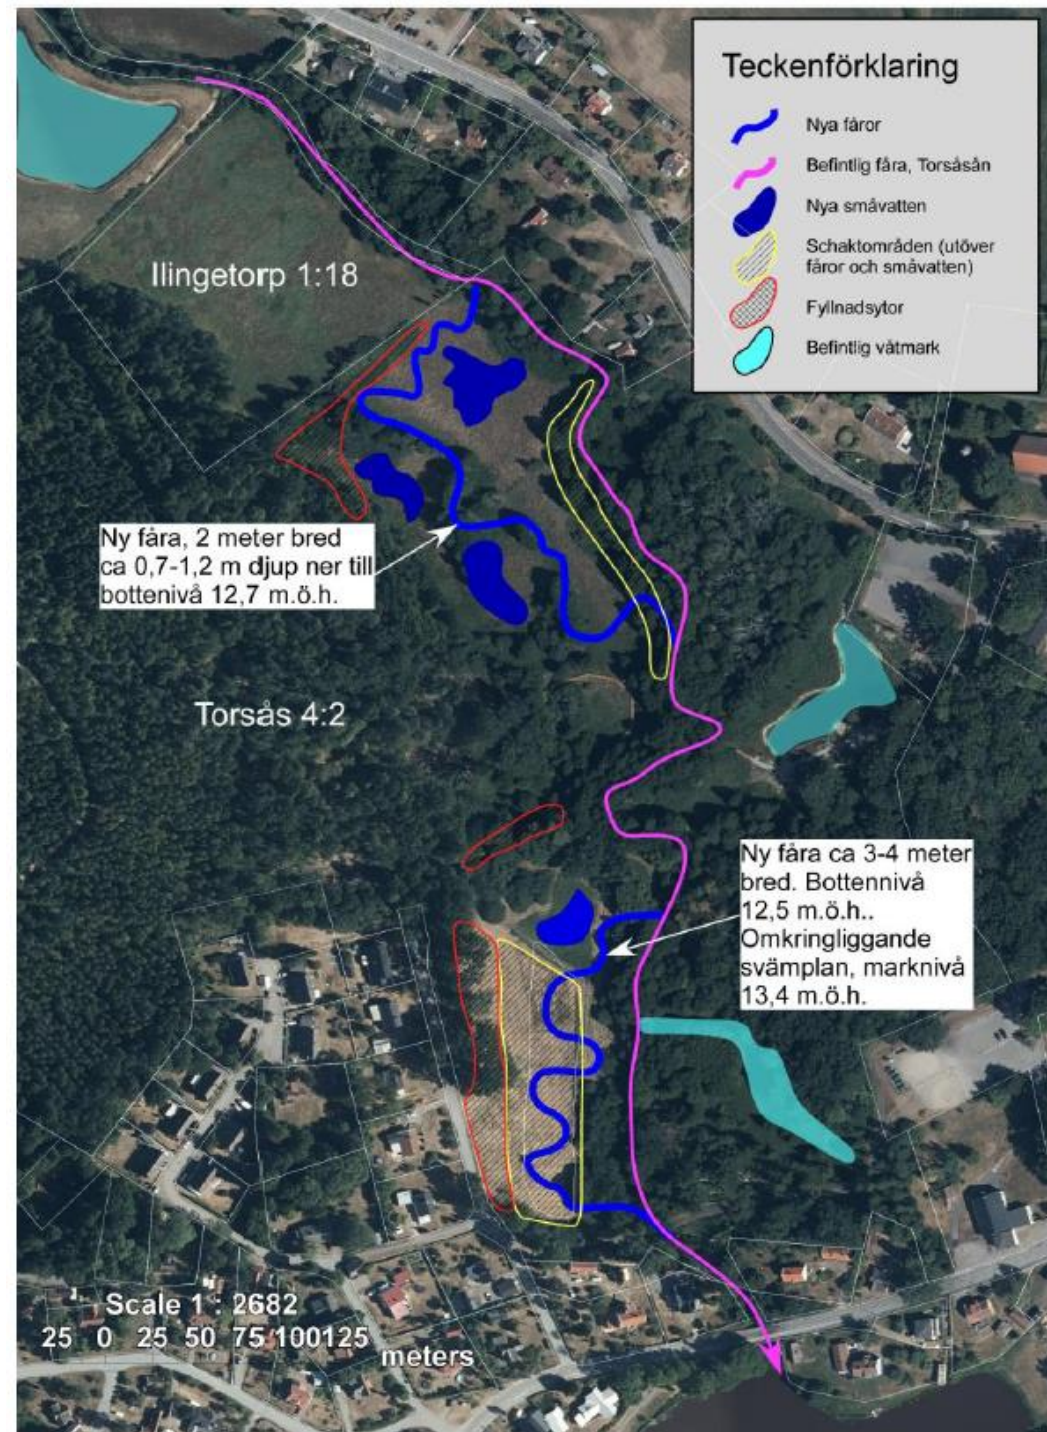 Teckenförklaring
Nya fåror
Befintlig fåra, Torsåsån
Nya småvatten
Schaktområden (utöver
fåror och småvatten)
Fyllnadsytor
Befintlig våtmark
Ilingetorp 1:18
Ny fåra, 2 meter bred
ca 0,7-1,2 m djup ner till
bottenivå 12,7 m.ö.h.
Torsås 4:2
Ny fåra ca 3-4 meter
bred. Bottennivå
12,5 m.ö.h..
Omkringliggande
svämplan, marknivå
13,4 m.ö.h.
Scale 1 : 2682
25 0 25 50 75 100125
meters